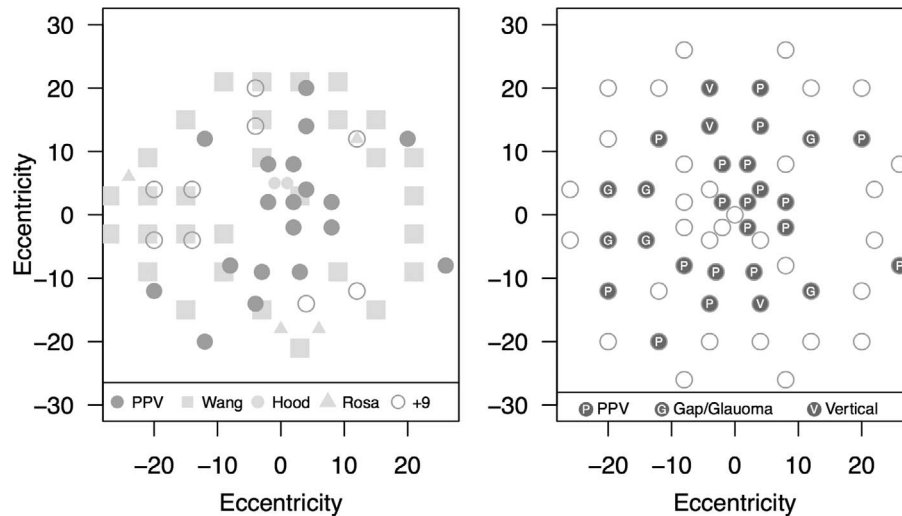 Eccentricity
30
20
10
0
−10
−20
−30
PPV Wang Hood Rosa +9
−20 −10 0 10 20
Eccentricity
Eccentricity
30
20
10
0
−10
−20
−30
V P
V P
P G P
P P
G G P
P P P
P P
G G
P P
P P
P G
P V
P
P PPV G Gap/Glauoma V Vertical
−20 −10 0 10 20
Eccentricity